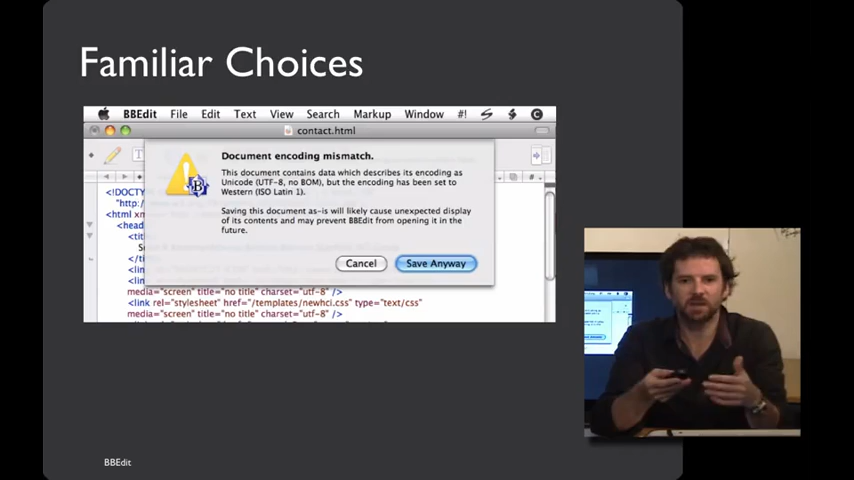 Familiar Choices
BBEdit File Edit Text View Search Markup Window #!
contact.html
Document encoding mismatch.
This document contains data which describes its encoding as
Unicode (UTF-8, no BOM), but the encoding has been set to
Western (ISO Latin 1).
Saving this document as-is will likely cause unexpected display
of its contents and may prevent BBEdit from opening it in the
future.
Cancel Save Anyway
<!DOCTY
"http:/
<html xm
<head
<titl
</ti
<lin
<lin
media="screen" title="no title" charset="utf-8"
<link rel="stylesheet" href="/templates/newhci.css" type="text/css"
media="screen" title="no title" charset="utf-8"
BBEdit